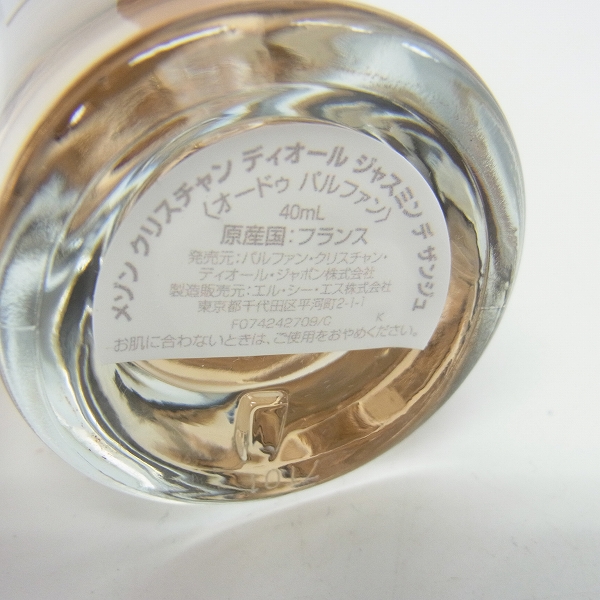 メゾン クリスチャン ディオール ジャスミン デ ザンジュ
〈オードゥ パルファン〉
40mL
原産国：フランス
発売元：パルファン・クリスチャン・
ディオール・ジャポン株式会社
製造販売元：エル・シー・エス株式会社
東京都千代田区平河町2-1-1
F074242709/C K
お肌に合わないときは、ご使用をおやめください。